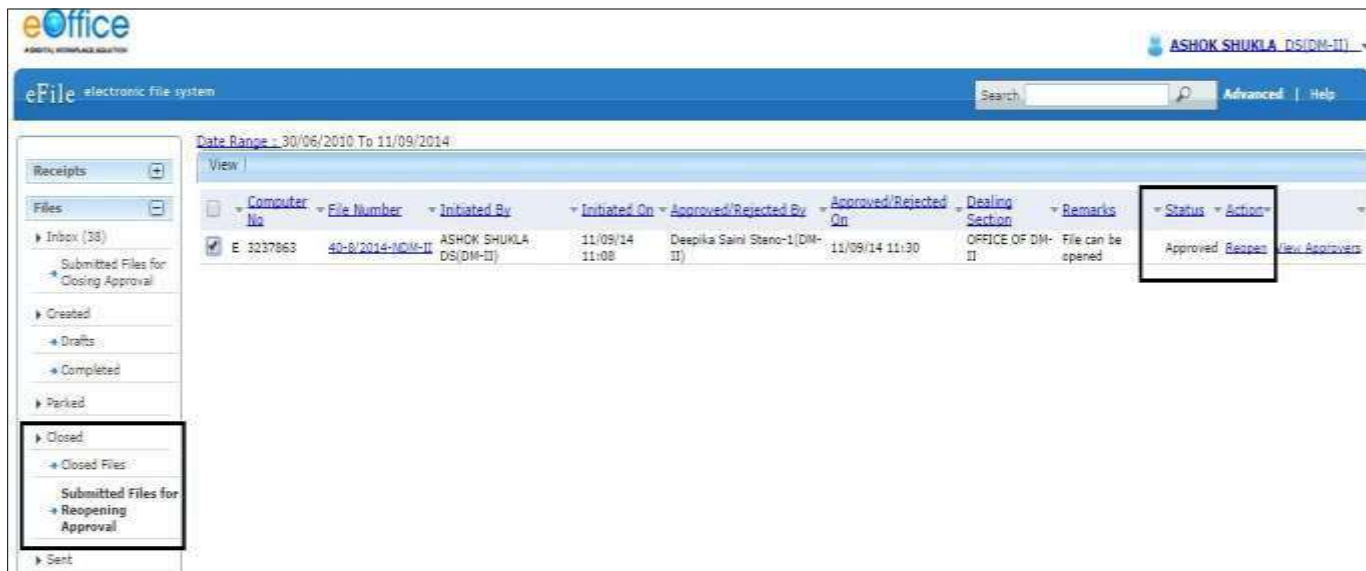 eOffice
A DIGITAL WORKPLACE SOLUTION
ASHOK SHUKLA DS(DM-II)
eFile electronic file system
Search
Advanced | Help
Date Range : 30/06/2010 To 11/09/2014
View |
Receipts
Files
Inbox (38)
Submitted Files for
Closing Approval
Created
Drafts
Completed
Parked
Closed
Closed Files
Submitted Files for
Reopening
Approval
Sent
Computer No File Number Initiated By Initiated On Approved/Rejected By Approved/Rejected On Dealing Section Remarks Status Action
E 3237863 40-8/2014-NDM-II ASHOK SHUKLA DS(DM-II) 11/09/14 11:08 Deepika Saini Steno-1(DM-II) 11/09/14 11:30 OFFICE OF DM-II File can be opened Approved Reopen View Approvers